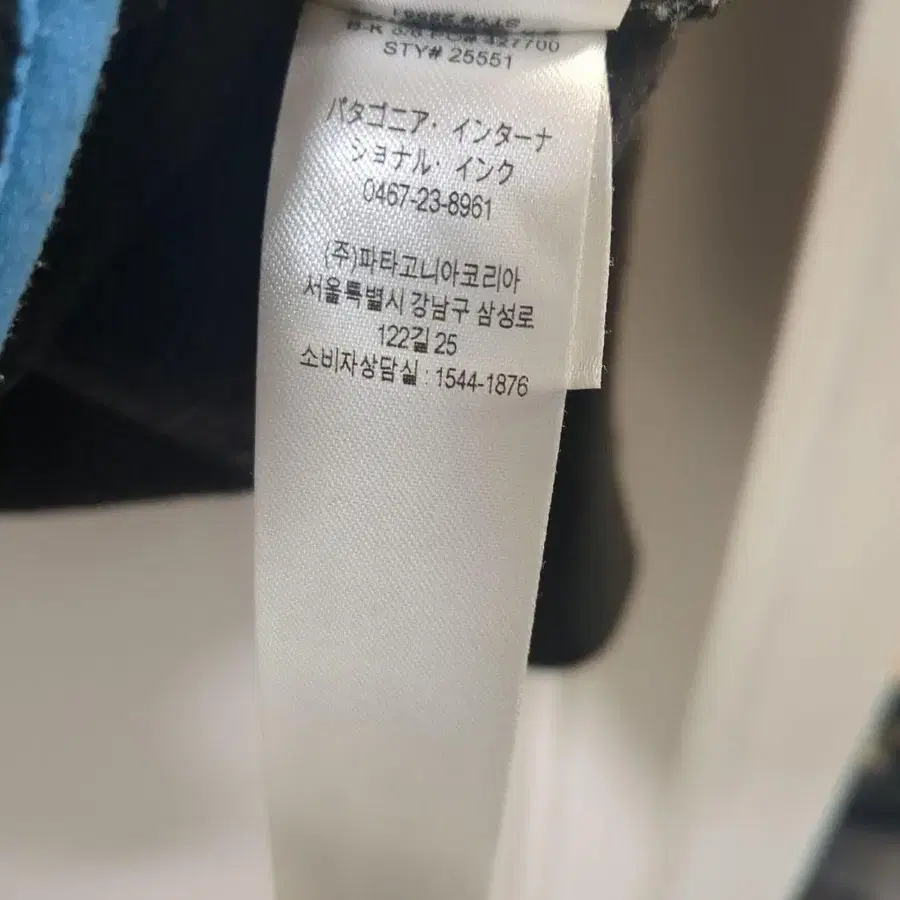 STY# 25551
パタゴニア・インターナ
ショナル・インク
0467-23-8961
(주)파타고니아코리아
서울특별시 강남구 삼성로
122길 25
소비자상담실 : 1544-1876